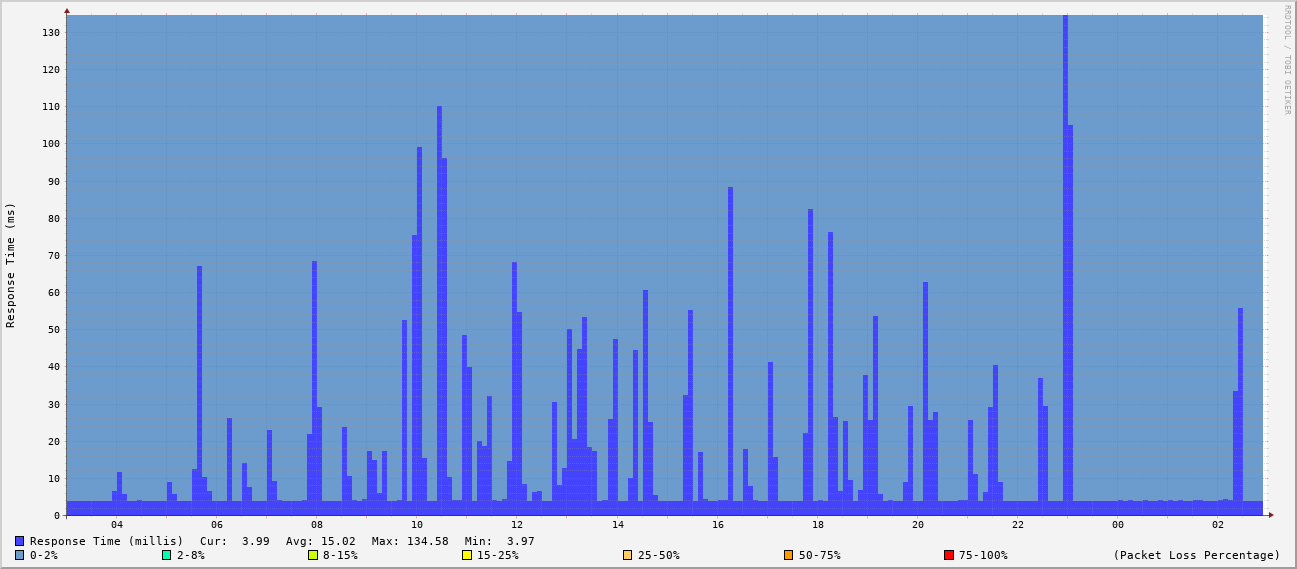 RRDTOOL / TOBI OETIKER
Response Time (ms)
130
120
110
100
90
80
70
60
50
40
30
20
10
0
04 06 08 10 12 14 16 18 20 22 00 02
Response Time (millis) Cur: 3.99 Avg: 15.02 Max: 134.58 Min: 3.97
0-2% 2-8% 8-15% 15-25% 25-50% 50-75% 75-100% (Packet Loss Percentage)